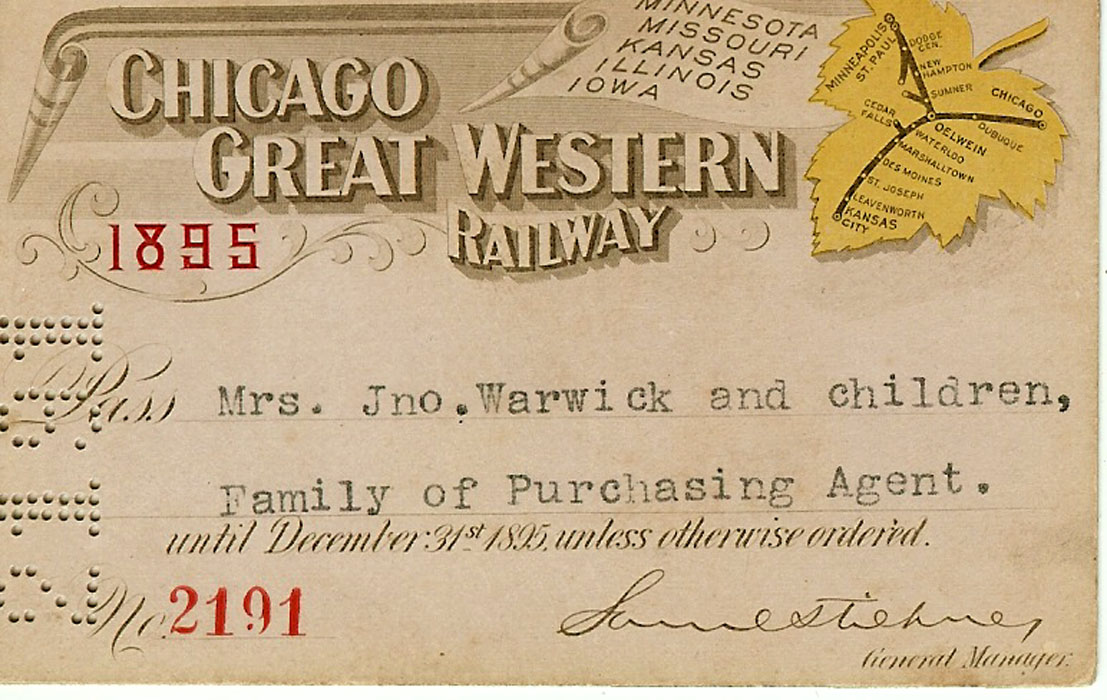 MINNESOTA
MISSOURI
KANSAS
ILLINOIS
IOWA
CHICAGO
GREAT WESTERN
RAILWAY
1895
MINNEAPOLIS
ST. PAUL
DODGE
CEN.
NEW
HAMPTON
SUMNER
CHICAGO
CEDAR
FALLS
OELWEIN
DUBUQUE
WATERLOO
MARSHALLTOWN
DES MOINES
ST. JOSEPH
LEAVENWORTH
KANSAS
CITY
Pass Mrs. Jno. Warwick and children,
Family of Purchasing Agent.
until December 31st 1895, unless otherwise ordered.
No. 2191
General Manager.